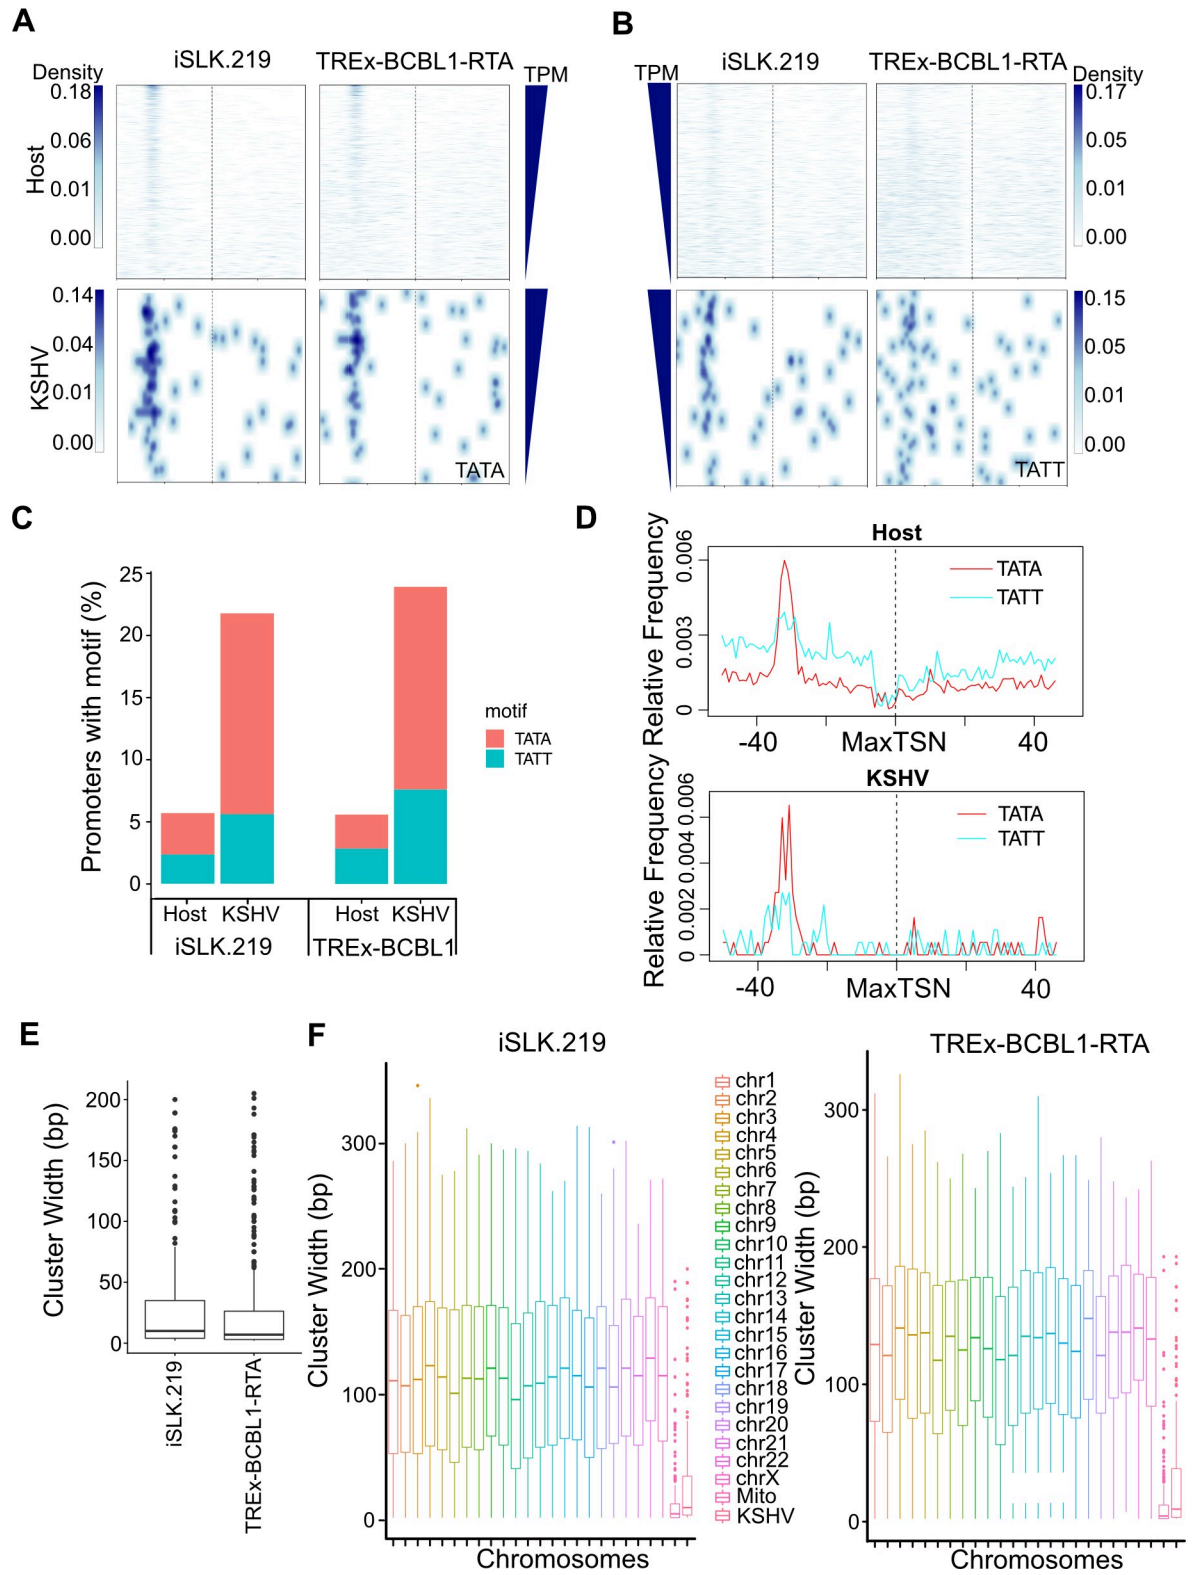 A
B
iSLK.219
TREx-BCBL1-RTA
TPM
Density
0.18
0.06
0.01
0.00
Host
0.14
0.04
0.01
0.00
KSHV
TATA
TPM
iSLK.219
TREx-BCBL1-RTA
Density
0.17
0.05
0.01
0.00
0.15
0.05
0.01
0.00
TATT
C
Promoters with motif (%)
25
20
15
10
5
0
motif
TATA
TATT
Host
KSHV
Host
KSHV
iSLK.219
TREx-BCBL1
D
Host
Relative Frequency
0.006
0.003
0
TATA
TATT
-40
MaxTSN
40
KSHV
Relative Frequency
0.006
0.004
0.002
0
TATA
TATT
-40
MaxTSN
40
E
Cluster Width (bp)
200
150
100
50
0
iSLK.219
TREx-BCBL1-RTA
F
iSLK.219
Cluster Width (bp)
300
200
100
0
Chromosomes
chr1
chr2
chr3
chr4
chr5
chr6
chr7
chr8
chr9
chr10
chr11
chr12
chr13
chr14
chr15
chr16
chr17
chr18
chr19
chr20
chr21
chr22
chrX
Mito
KSHV
TREx-BCBL1-RTA
Cluster Width (bp)
300
200
100
0
Chromosomes